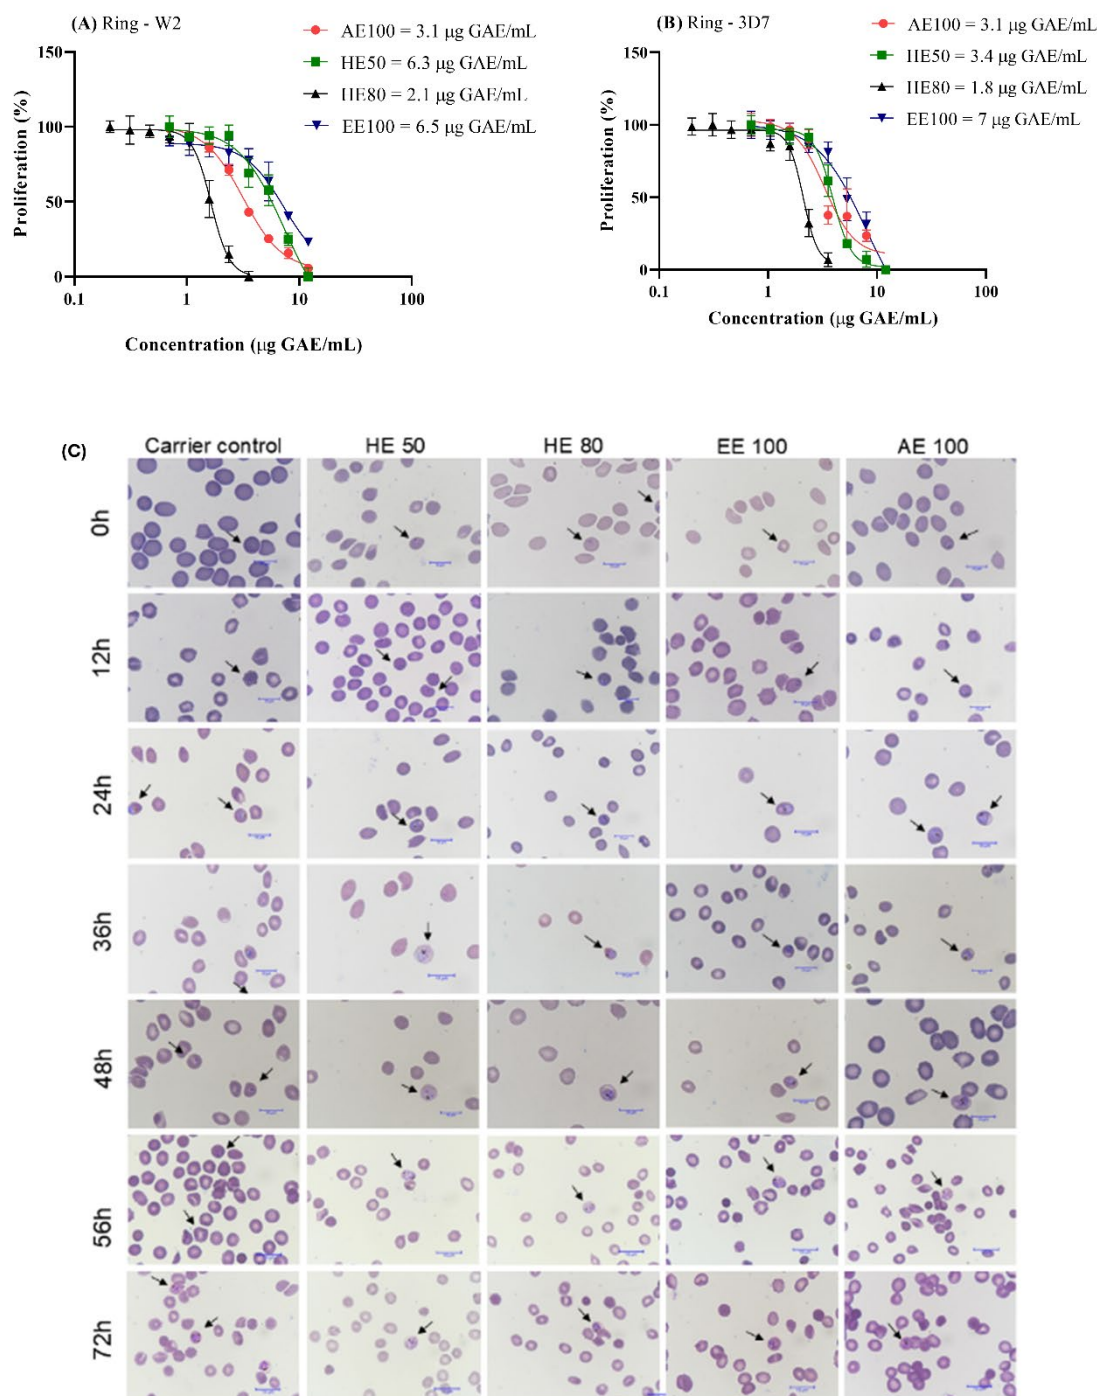 (A) Ring - W2
AE100 = 3.1 µg GAE/mL
HE50 = 6.3 µg GAE/mL
HE80 = 2.1 µg GAE/mL
EE100 = 6.5 µg GAE/mL
Proliferation (%)
150
100
50
0
0.1 1 10 100
Concentration (µg GAE/mL)
(B) Ring - 3D7
AE100 = 3.1 µg GAE/mL
HE50 = 3.4 µg GAE/mL
HE80 = 1.8 µg GAE/mL
EE100 = 7 µg GAE/mL
Proliferation (%)
150
100
50
0
0.1 1 10 100
Concentration (µg GAE/mL)
(C)
Carrier control HE 50 HE 80 EE 100 AE 100
0h
12h
24h
36h
48h
56h
72h